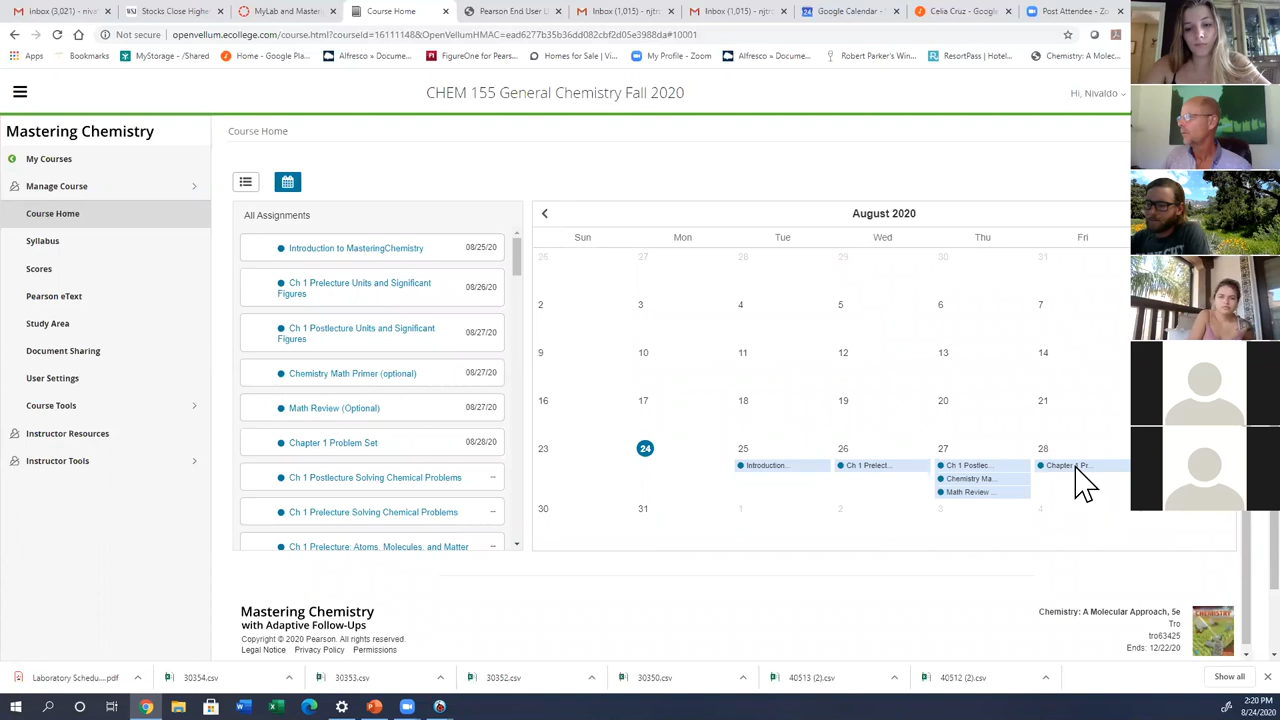 Inbox (3,021) - nivac
Stocks Close Higher
MyLab and Master
Course Home
Pearson End User Li
Inbox (1,015) - njtro
Inbox (1,015) - njtro
Google Calendar -
Celia Cruz - Google
Post Attendee - Zo
Not secure
openvellum.ecollege.com/course.html?courseId=16111148&OpenVellumHMAC=ead6277b35b36dd082cbf2d05e3988da#10001
Apps
Bookmarks
MyStorage - /Shared
Home - Google Pla...
Alfresco » Docume...
FigureOne for Pears...
Homes for Sale | Vi...
My Profile - Zoom
Alfresco » Docume...
Robert Parker's Win...
ResortPass | Hotel...
Chemistry: A Molec...
CHEM 155 General Chemistry Fall 2020
Hi, Nivaldo
Mastering Chemistry
My Courses
Manage Course
Course Home
Syllabus
Scores
Pearson eText
Study Area
Document Sharing
User Settings
Course Tools
Instructor Resources
Instructor Tools
Course Home
All Assignments
Introduction to MasteringChemistry 08/25/20
Ch 1 Prelecture Units and Significant
Figures 08/26/20
Ch 1 Postlecture Units and Significant
Figures 08/27/20
Chemistry Math Primer (optional) 08/27/20
Math Review (Optional) 08/27/20
Chapter 1 Problem Set 08/28/20
Ch 1 Postlecture Solving Chemical Problems --
Ch 1 Prelecture Solving Chemical Problems --
Ch 1 Prelecture: Atoms, Molecules, and Matter --
August 2020
Sun Mon Tue Wed Thu Fri
26 27 28 29 30 31
2 3 4 5 6 7
9 10 11 12 13 14
16 17 18 19 20 21
23 24 25 26 27 28
Introduction... Ch 1 Prelect... Ch 1 Postlec... Chapter 1 Pr...
Chemistry Ma...
Math Review ...
30 31 1 2 3 4
Mastering Chemistry
with Adaptive Follow-Ups
Copyright © 2020 Pearson. All rights reserved.
Legal Notice Privacy Policy Permissions
Chemistry: A Molecular Approach, 5e
Tro
tro63425
Ends: 12/22/20
CHEMISTRY
Laboratory Schedu....pdf
30354.csv
30353.csv
30352.csv
30350.csv
40513 (2).csv
40512 (2).csv
Show all
2:20 PM
8/24/2020